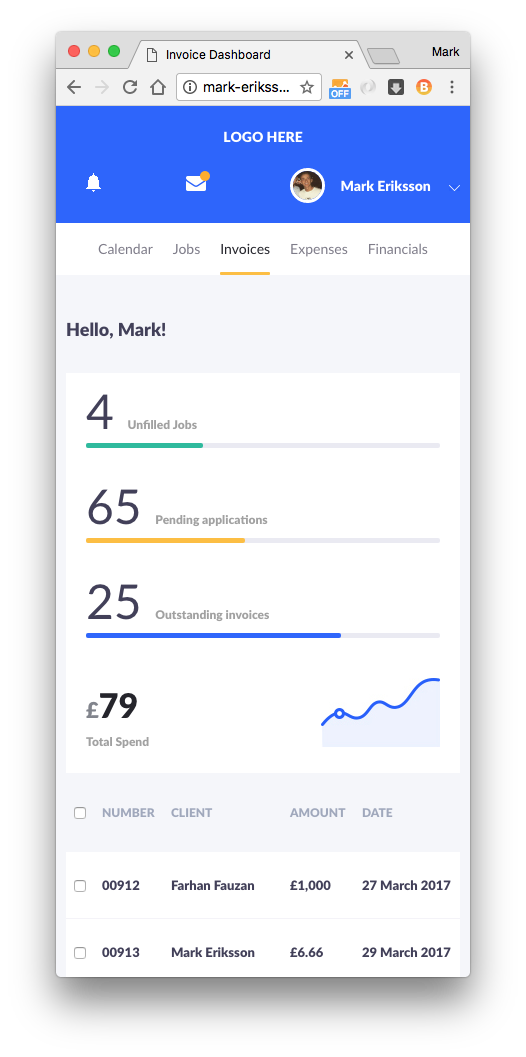 Invoice Dashboard
Mark
mark-erikss...
OFF
LOGO HERE
Mark Eriksson
Calendar Jobs Invoices Expenses Financials
Hello, Mark!
4 Unfilled Jobs
65 Pending applications
25 Outstanding invoices
£79
Total Spend
NUMBER CLIENT AMOUNT DATE
00912 Farhan Fauzan £1,000 27 March 2017
00913 Mark Eriksson £6.66 29 March 2017